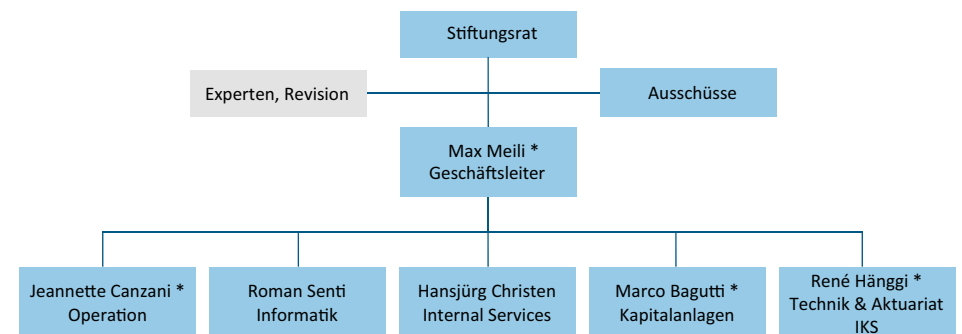 Stiftungsrat
Experten, Revision
Ausschüsse
Max Meili *
Geschäftsleiter
Jeannette Canzani *
Operation
Roman Senti
Informatik
Hansjürg Christen
Internal Services
Marco Bagutti *
Kapitalanlagen
René Hänggi *
Technik & Aktuariat
IKS